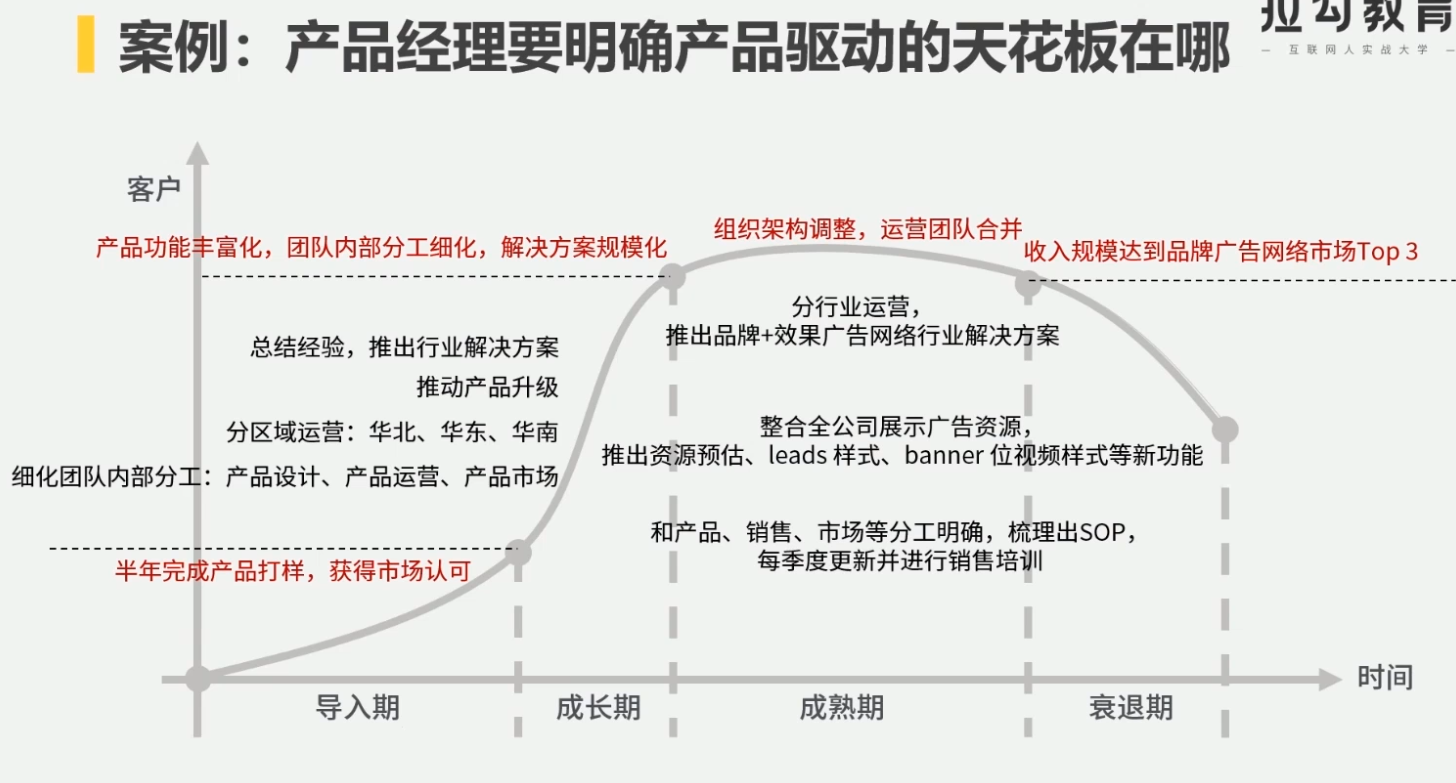 案例：产品经理要明确产品驱动的天花板在哪
拉勾教育
— 互联网人实战大学 —
客户
产品功能丰富化，团队内部分工细化，解决方案规模化
组织架构调整，运营团队合并
收入规模达到品牌广告网络市场Top 3
分行业运营，
推出品牌+效果广告网络行业解决方案
总结经验，推出行业解决方案
推动产品升级
分区域运营：华北、华东、华南
细化团队内部分工：产品设计、产品运营、产品市场
整合全公司展示广告资源，
推出资源预估、leads 样式、banner 位视频样式等新功能
和产品、销售、市场等分工明确，梳理出SOP，
每季度更新并进行销售培训
半年完成产品打样，获得市场认可
时间
导入期
成长期
成熟期
衰退期